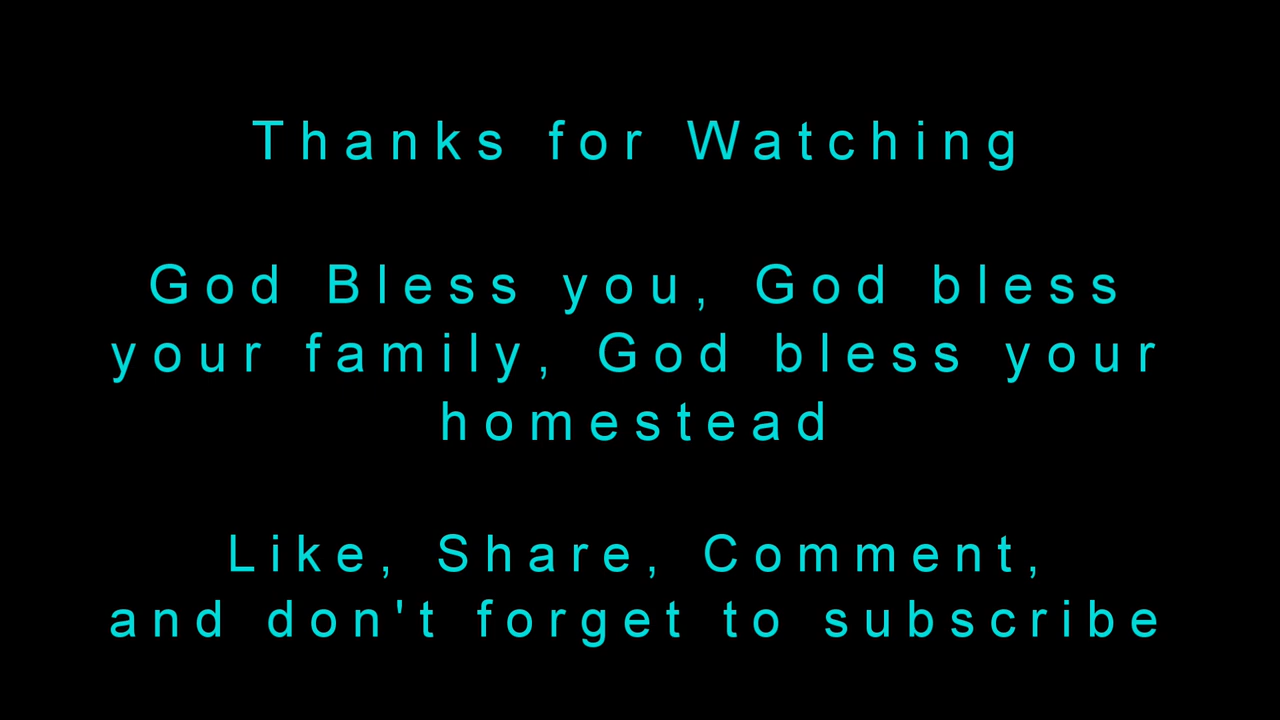 Thanks for Watching
God Bless you, God bless
your family, God bless your
homestead
Like, Share, Comment,
and don't forget to subscribe